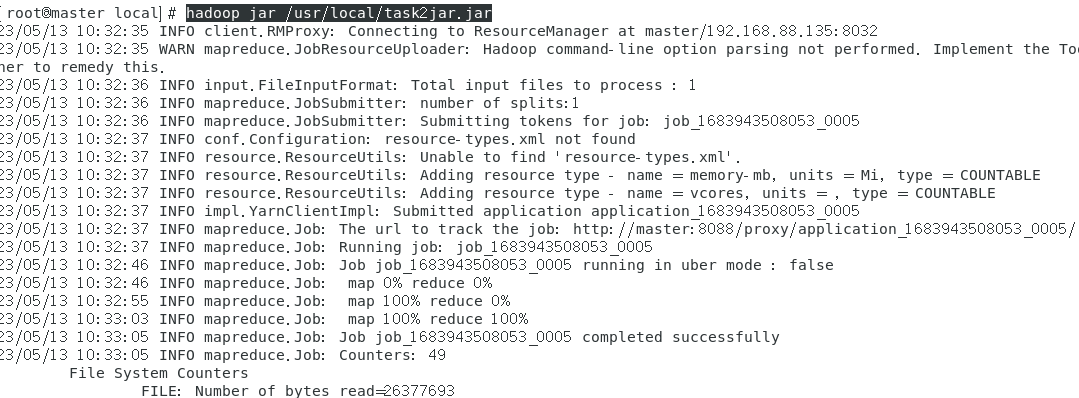 [root@master local]# hadoop jar /usr/local/task2jar.jar
23/05/13 10:32:35 INFO client.RMProxy: Connecting to ResourceManager at master/192.168.88.135:8032
23/05/13 10:32:35 WARN mapreduce.JobResourceUploader: Hadoop command-line option parsing not performed. Implement the Too
ner to remedy this.
23/05/13 10:32:36 INFO input.FileInputFormat: Total input files to process : 1
23/05/13 10:32:36 INFO mapreduce.JobSubmitter: number of splits:1
23/05/13 10:32:36 INFO mapreduce.JobSubmitter: Submitting tokens for job: job_1683943508053_0005
23/05/13 10:32:37 INFO conf.Configuration: resource-types.xml not found
23/05/13 10:32:37 INFO resource.ResourceUtils: Unable to find 'resource-types.xml'.
23/05/13 10:32:37 INFO resource.ResourceUtils: Adding resource type - name = memory-mb, units = Mi, type = COUNTABLE
23/05/13 10:32:37 INFO resource.ResourceUtils: Adding resource type - name = vcores, units = , type = COUNTABLE
23/05/13 10:32:37 INFO impl.YarnClientImpl: Submitted application application_1683943508053_0005
23/05/13 10:32:37 INFO mapreduce.Job: The url to track the job: http://master:8088/proxy/application_1683943508053_0005/
23/05/13 10:32:37 INFO mapreduce.Job: Running job: job_1683943508053_0005
23/05/13 10:32:46 INFO mapreduce.Job: Job job_1683943508053_0005 running in uber mode : false
23/05/13 10:32:46 INFO mapreduce.Job:  map 0% reduce 0%
23/05/13 10:32:55 INFO mapreduce.Job:  map 100% reduce 0%
23/05/13 10:33:03 INFO mapreduce.Job:  map 100% reduce 100%
23/05/13 10:33:05 INFO mapreduce.Job: Job job_1683943508053_0005 completed successfully
23/05/13 10:33:05 INFO mapreduce.Job: Counters: 49
File System Counters
FILE: Number of bytes read=26377693